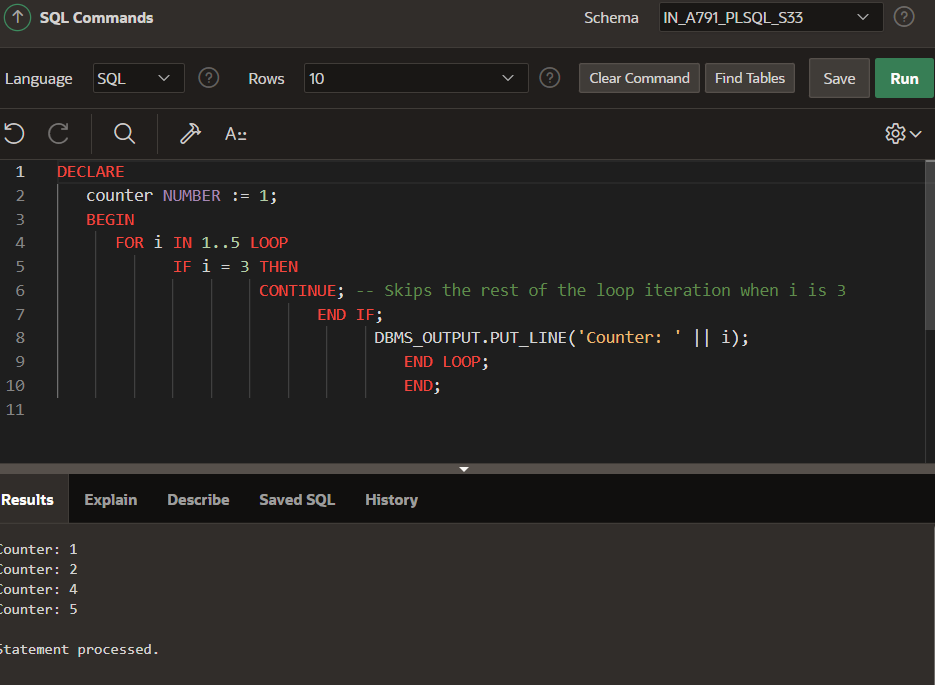 SQL Commands Schema IN_A791_PLSQL_S33 ?
Language SQL ? Rows 10 ? Clear Command Find Tables Save Run
A::
1 DECLARE
2 counter NUMBER := 1;
3 BEGIN
4 FOR i IN 1..5 LOOP
5 IF i = 3 THEN
6 CONTINUE; -- Skips the rest of the loop iteration when i is 3
7 END IF;
8 DBMS_OUTPUT.PUT_LINE('Counter: ' || i);
9 END LOOP;
10 END;
11
Results Explain Describe Saved SQL History
Counter: 1
Counter: 2
Counter: 4
Counter: 5
Statement processed.